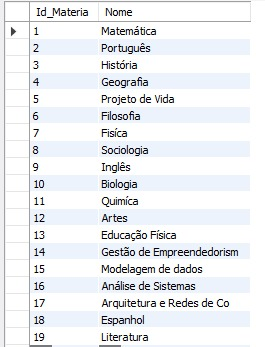 Id_Materia Nome
1 Matemática
2 Português
3 História
4 Geografia
5 Projeto de Vida
6 Filosofia
7 Fisíca
8 Sociologia
9 Inglês
10 Biologia
11 Quimíca
12 Artes
13 Educação Física
14 Gestão de Empreendedorism
15 Modelagem de dados
16 Análise de Sistemas
17 Arquitetura e Redes de Co
18 Espanhol
19 Literatura